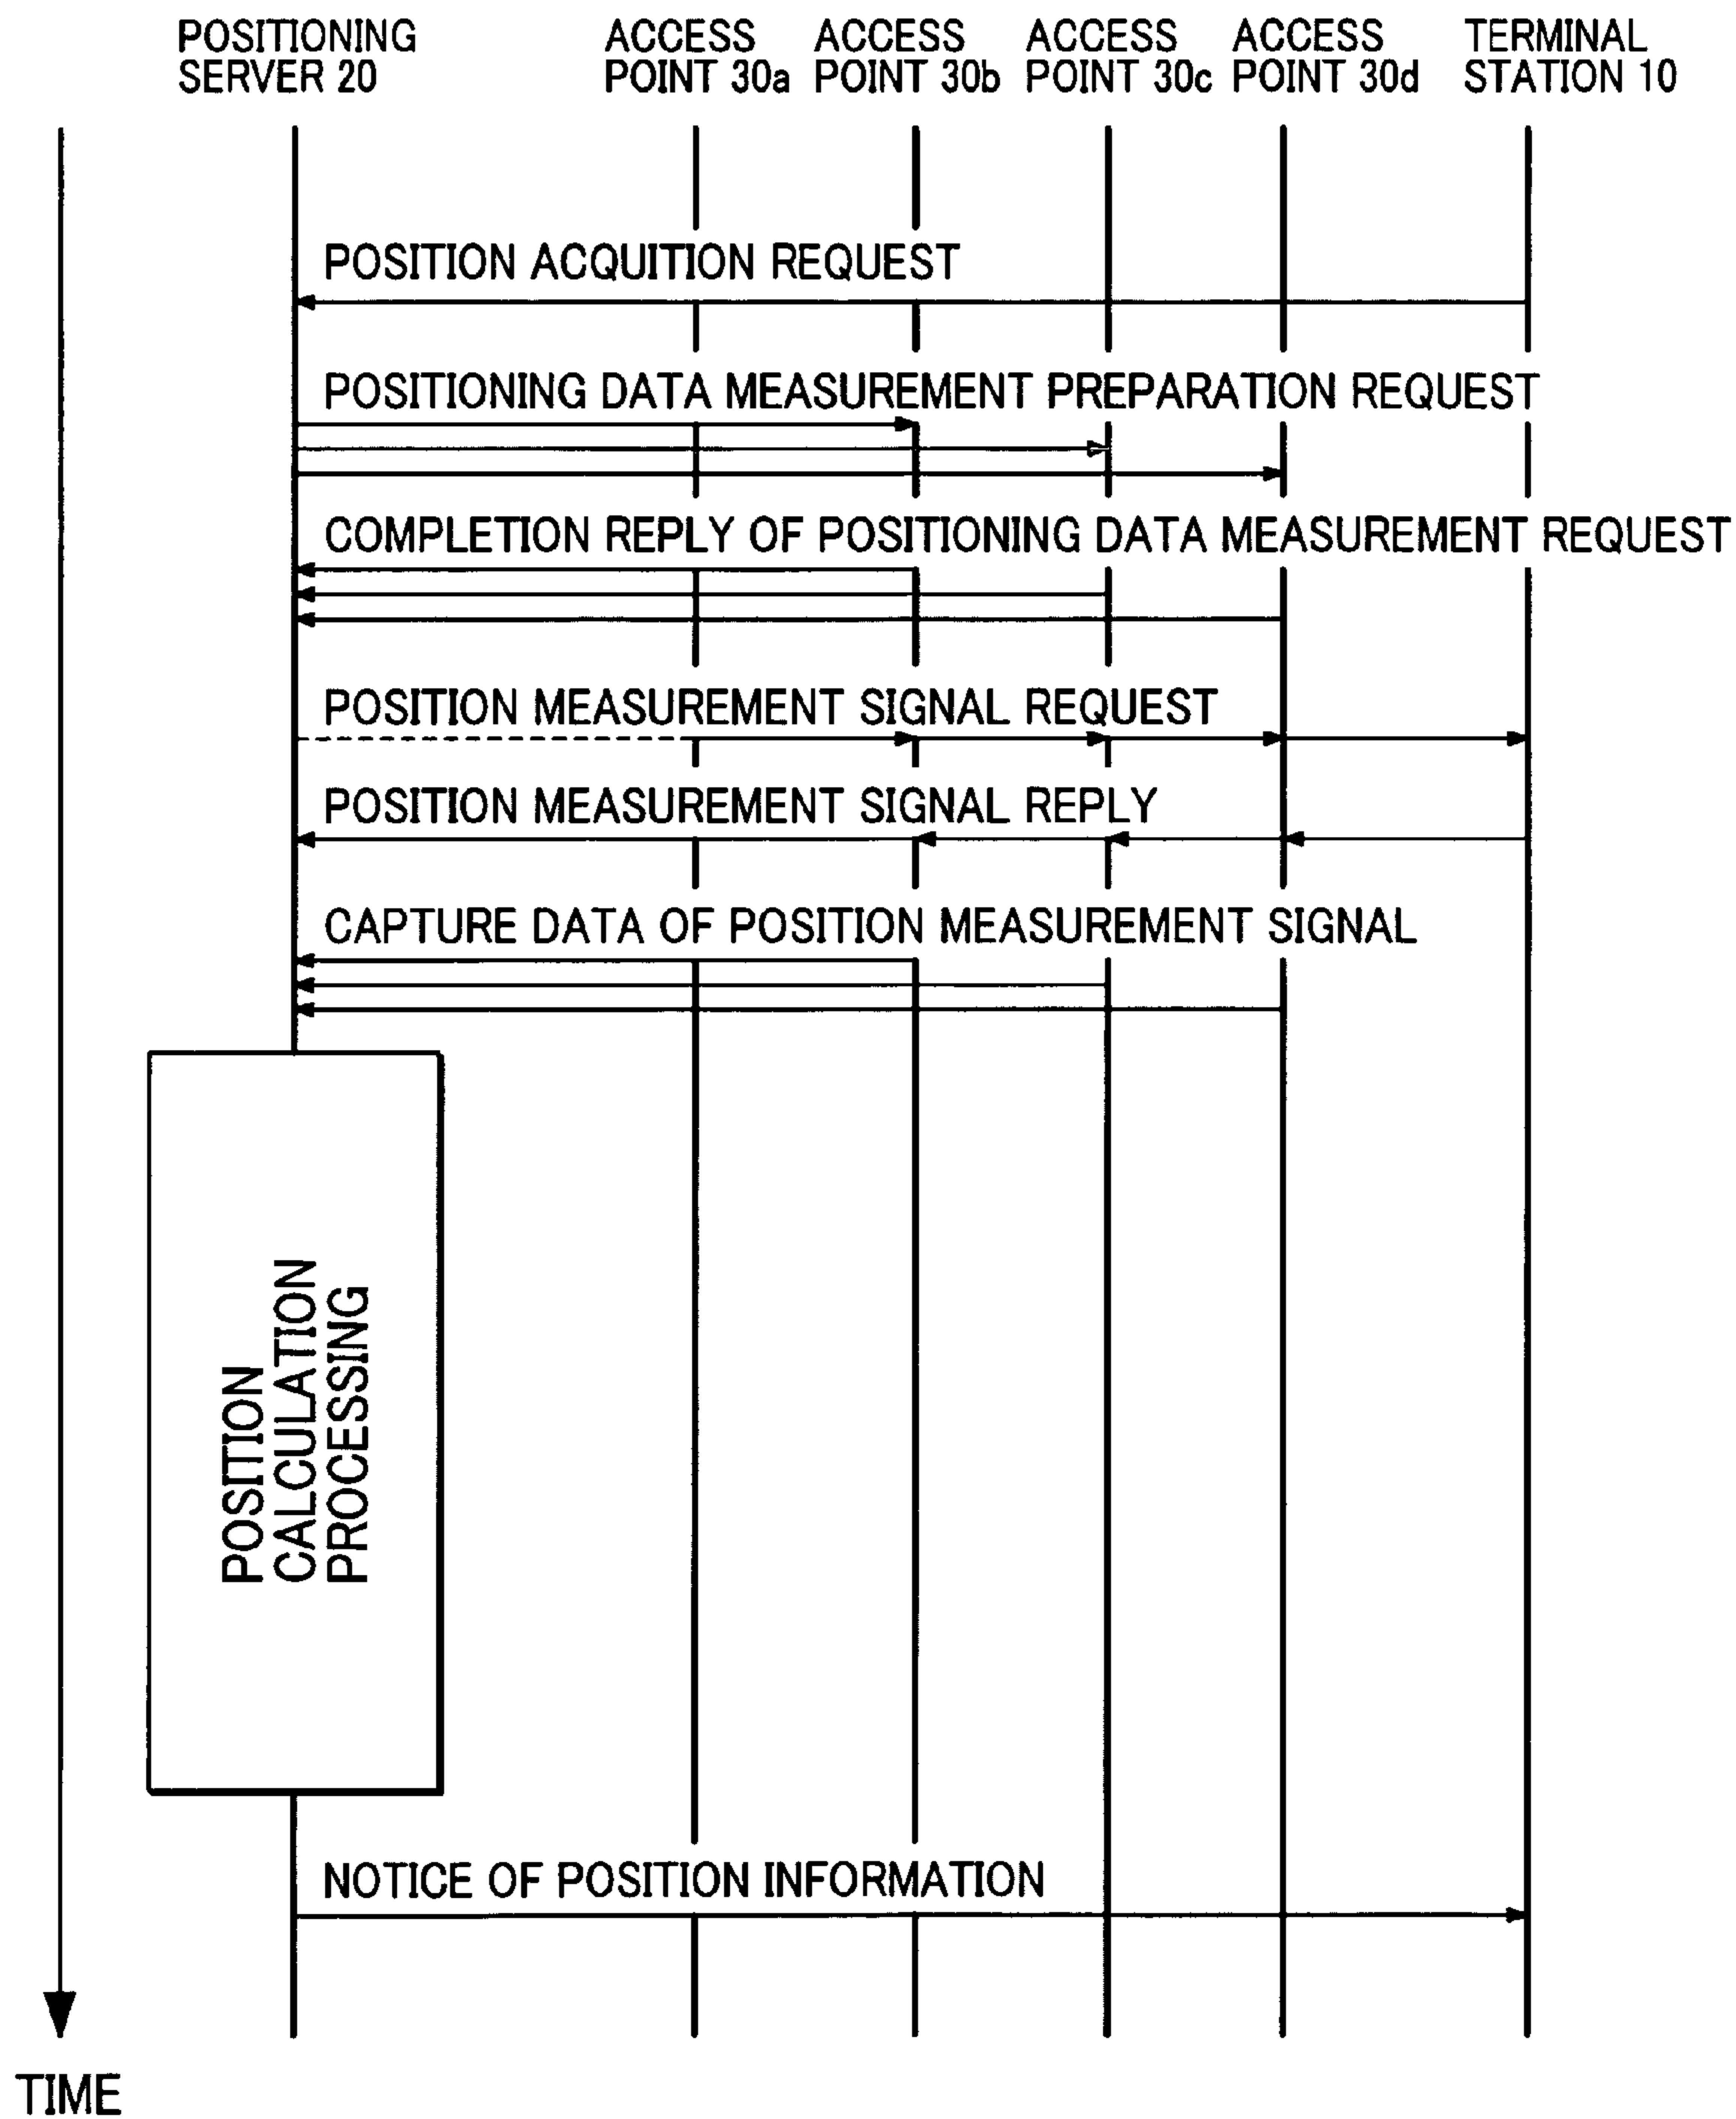 POSITIONING
SERVER 20
ACCESS
POINT 30a
ACCESS
POINT 30b
ACCESS
POINT 30c
ACCESS
POINT 30d
TERMINAL
STATION 10
POSITION ACQUITION REQUEST
POSITIONING DATA MEASUREMENT PREPARATION REQUEST
COMPLETION REPLY OF POSITIONING DATA MEASUREMENT REQUEST
POSITION MEASUREMENT SIGNAL REQUEST
POSITION MEASUREMENT SIGNAL REPLY
CAPTURE DATA OF POSITION MEASUREMENT SIGNAL
POSITION
CALCULATION
PROCESSING
NOTICE OF POSITION INFORMATION
TIME